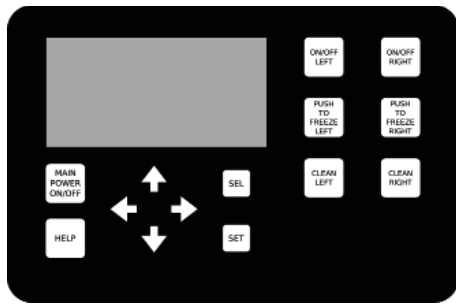 ON/OFF
LEFT
ON/OFF
RIGHT
PUSH
TO
FREEZE
LEFT
PUSH
TO
FREEZE
RIGHT
MAIN
POWER
ON/OFF
SEL
CLEAN
LEFT
CLEAN
RIGHT
HELP
SET